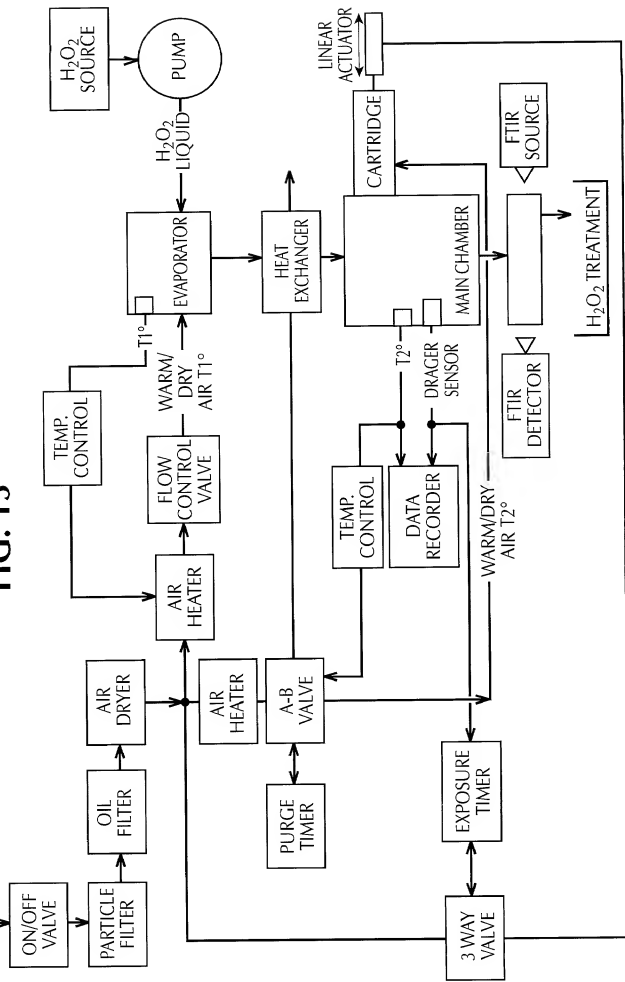 FIG. 13
ON/OFF
VALVE
PARTICLE
FILTER
OIL
FILTER
AIR
DRYER
AIR
HEATER
FLOW
CONTROL
VALVE
TEMP.
CONTROL
T1°
WARM/
DRY
AIR T1°
EVAPORATOR
H2O2
LIQUID
PUMP
H2O2
SOURCE
AIR
HEATER
A-B
VALVE
PURGE
TIMER
HEAT
EXCHANGER
TEMP.
CONTROL
DATA
RECORDER
T2°
DRAGER
SENSOR
MAIN CHAMBER
CARTRIDGE
LINEAR
ACTUATOR
WARM/DRY
AIR T2°
FTIR
DETECTOR
FTIR
SOURCE
H2O2 TREATMENT
3 WAY
VALVE
EXPOSURE
TIMER